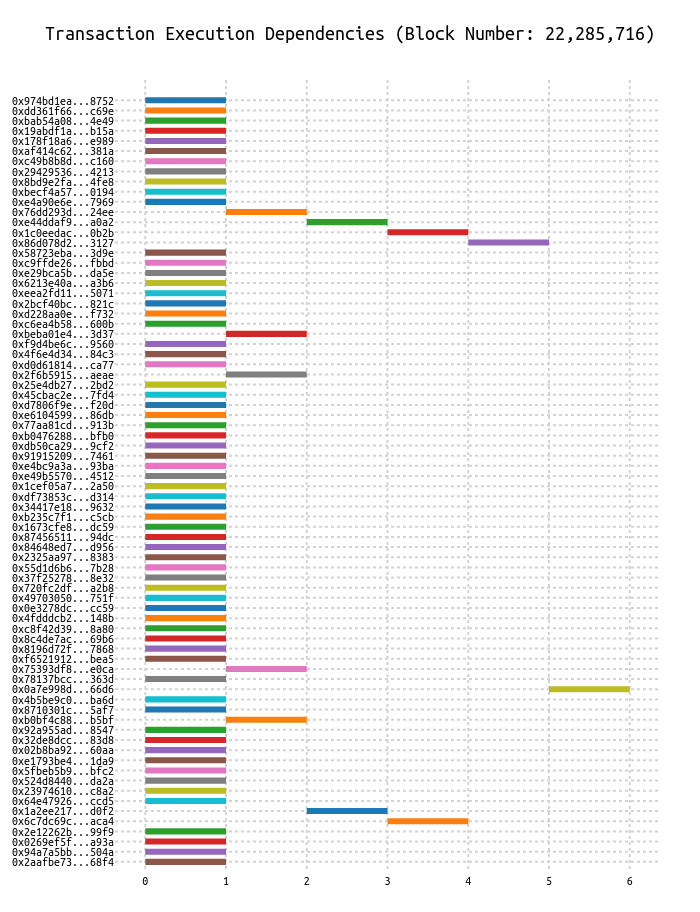 Transaction Execution Dependencies (Block Number: 22,285,716)
0x974bd1ea...8752
0xdd361f66...c69e
0xbab54a08...4e49
0x19abdf1a...b15a
0x178f18a6...e989
0xaf414c62...381a
0xc49b8b8d...c160
0x29429536...4213
0x8bd9e2fa...4fe8
0xbecf4a57...0194
0xe4a90e6e...7969
0x76dd293d...24ee
0xe44ddaf9...a0a2
0x1c0eedac...0b2b
0x86d078d2...3127
0x58723eba...3d9e
0xc9ffde26...fbbd
0xe29bca5b...da5e
0x6213e40a...a3b6
0xeea2fd11...5071
0x2bcf40bc...821c
0xd228aa0e...f732
0xc6ea4b58...600b
0xbeba01e4...3d37
0xf9d4be6c...9560
0x4f6e4d34...84c3
0xd0d61814...ca77
0x2f6b5915...aeae
0x25e4db27...2bd2
0x45cbac2e...7fd4
0xd7806f9e...f20d
0xe6104599...86db
0x77aa81cd...913b
0xb0476288...bfb0
0xdb50ca29...9cf2
0x91915209...7461
0xe4bc9a3a...93ba
0xe49b5570...4512
0x1cef05a7...2a50
0xdf73853c...d314
0x34417e18...9632
0xb235c7f1...c5cb
0x1673cfe8...dc59
0x87456511...94dc
0x84648ed7...d956
0x2325aa97...8383
0x55d1d6b6...7b28
0x37f25278...8e32
0x720fc2df...a2b8
0x49703050...751f
0x0e3278dc...cc59
0x4fdddcb2...148b
0xc8f42d39...8a80
0x8c4de7ac...69b6
0x8196d72f...7868
0xf6521912...bea5
0x75393df8...e0ca
0x78137bcc...363d
0x0a7e998d...66d6
0x4b5be9c0...ba6d
0x8710301c...5af7
0xb0bf4c88...b5bf
0x92a955ad...8547
0x32de8dcc...83d8
0x02b8ba92...60aa
0xe1793be4...1da9
0x5fbeb5b9...bfc2
0x524d8440...da2a
0x23974610...c8a2
0x64e47926...ccd5
0x1a2ee217...d0f2
0x6c7dc69c...aca4
0x2e12262b...99f9
0x0269ef5f...a93a
0x94a7a5bb...504a
0x2aafbe73...68f4
0 1 2 3 4 5 6